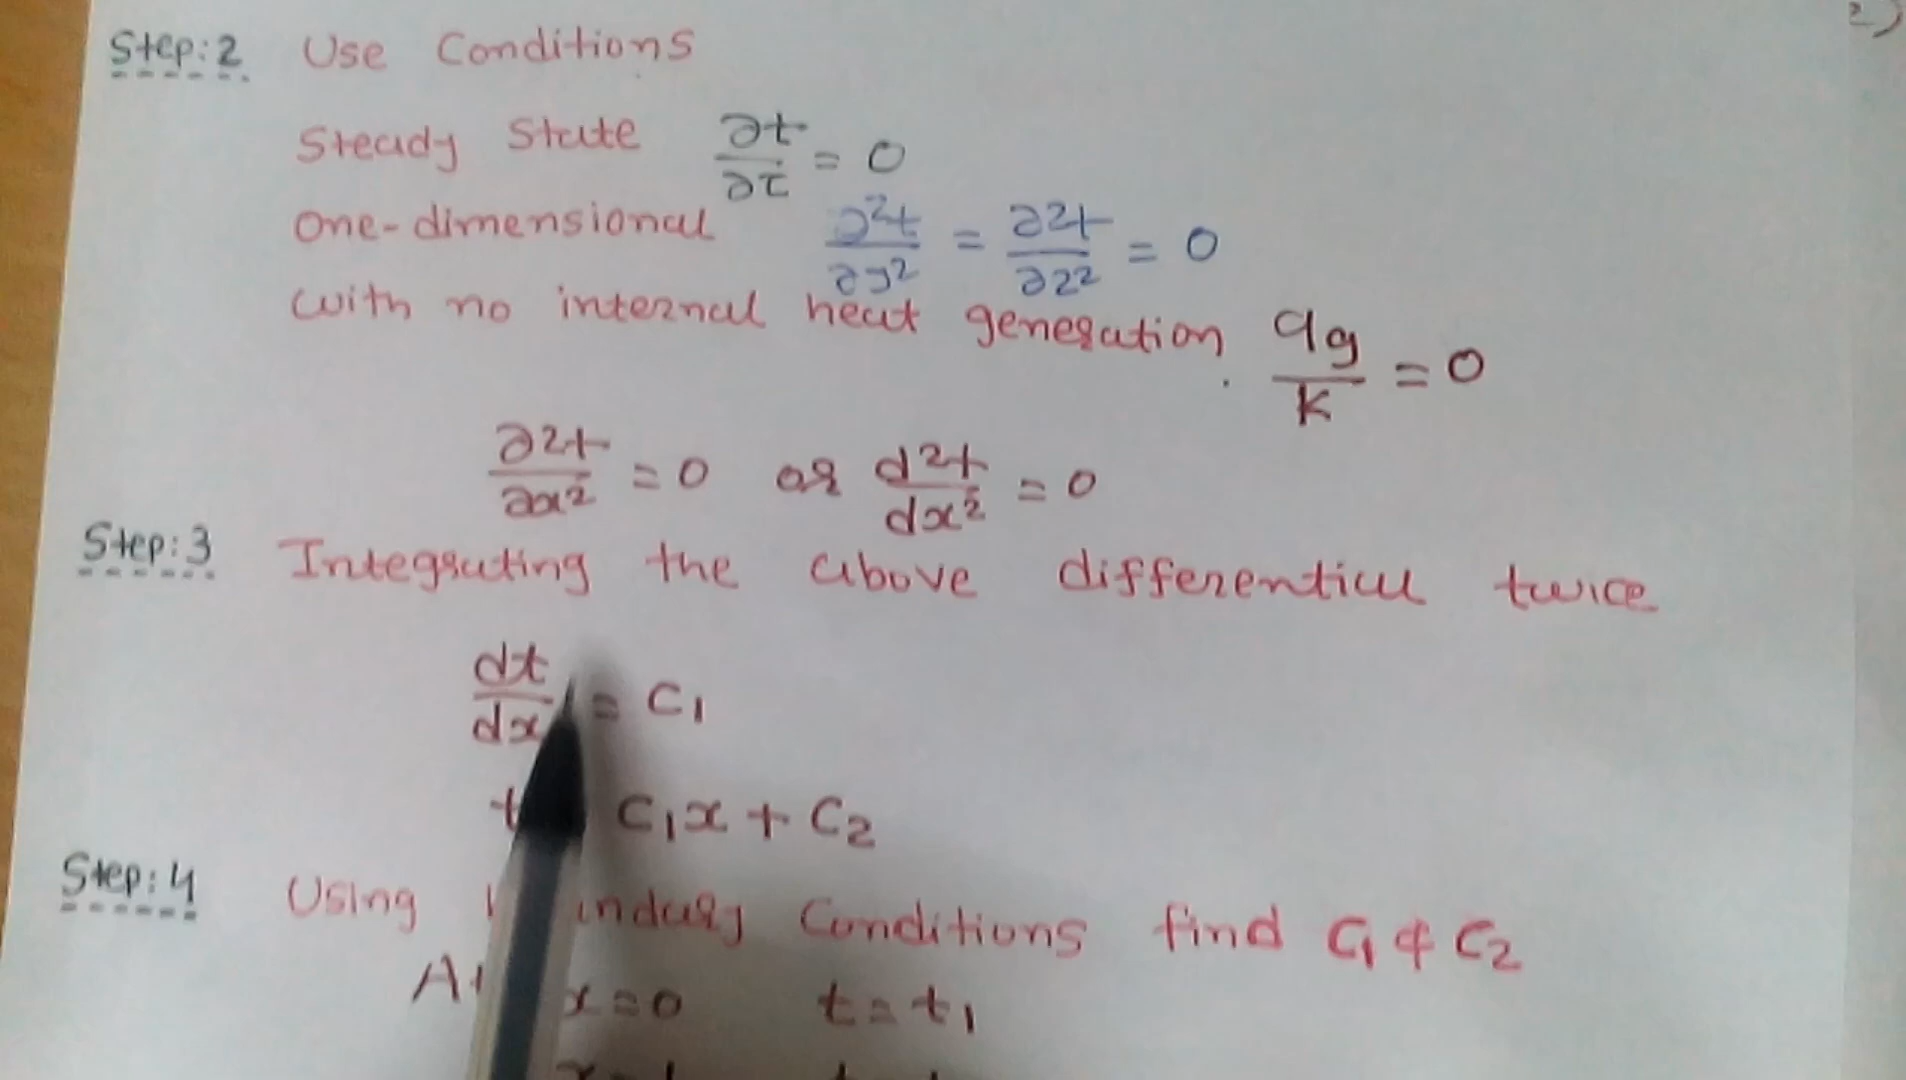 2)
Step:2 Use Conditions
Steady State ∂t/∂τ = 0
One-dimensional ∂²t/∂y² = ∂²t/∂z² = 0
with no internal heat generation. qg/k = 0
∂²t/∂x² = 0 or d²t/dx² = 0
Step:3 Integrating the above differential twice
dt/dx = C₁
t C₁x + C₂
Step:4 Using Conditions find C₁ & C₂
x=0 t=t₁